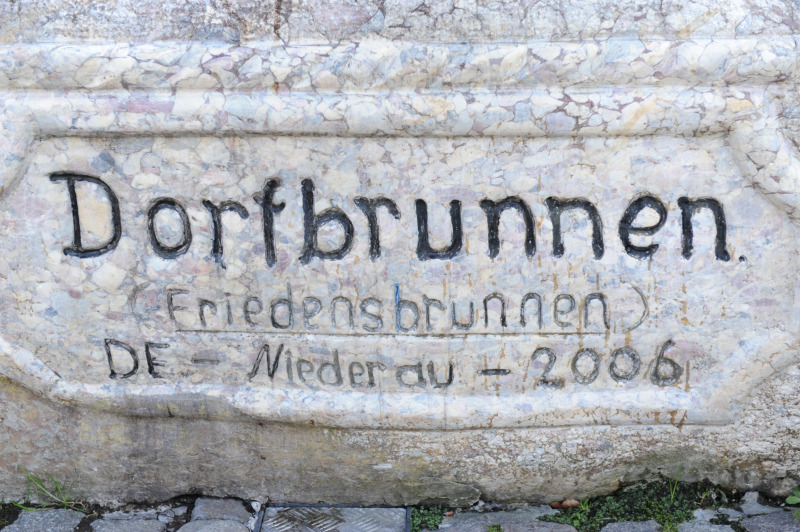 Dorfbrunnen.
(Friedensbrunnen)
DE - Niederau - 2006